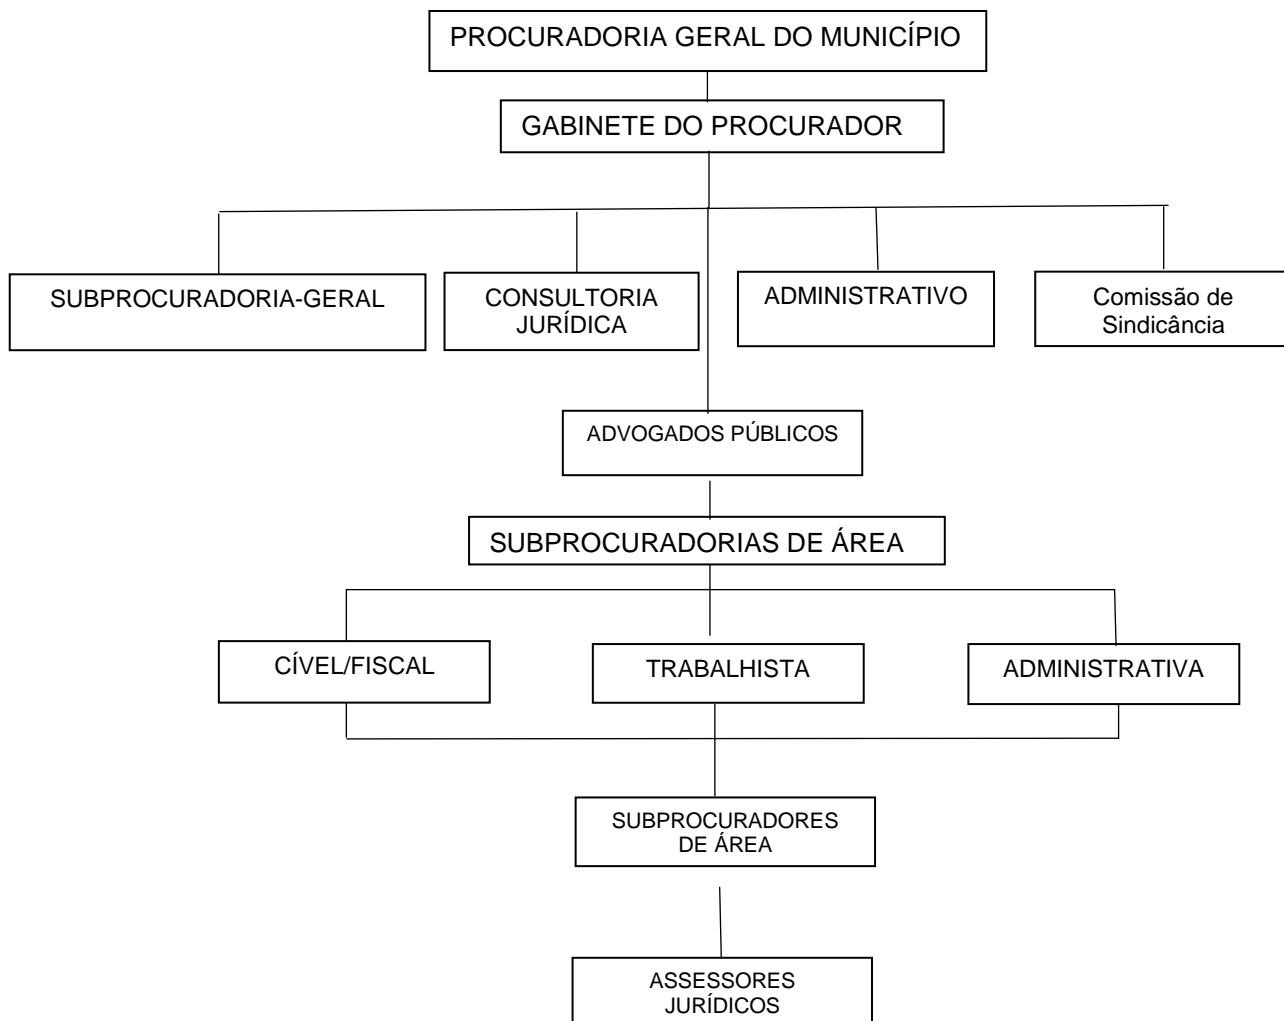 PROCURADORIA GERAL DO MUNICÍPIO
GABINETE DO PROCURADOR
SUBPROCURADORIA-GERAL
CONSULTORIA
JURÍDICA
ADMINISTRATIVO
Comissão de
Sindicância
ADVOGADOS PÚBLICOS
SUBPROCURADORIAS DE ÁREA
CÍVEL/FISCAL
TRABALHISTA
ADMINISTRATIVA
SUBPROCURADORES
DE ÁREA
ASSESSORES
JURÍDICOS